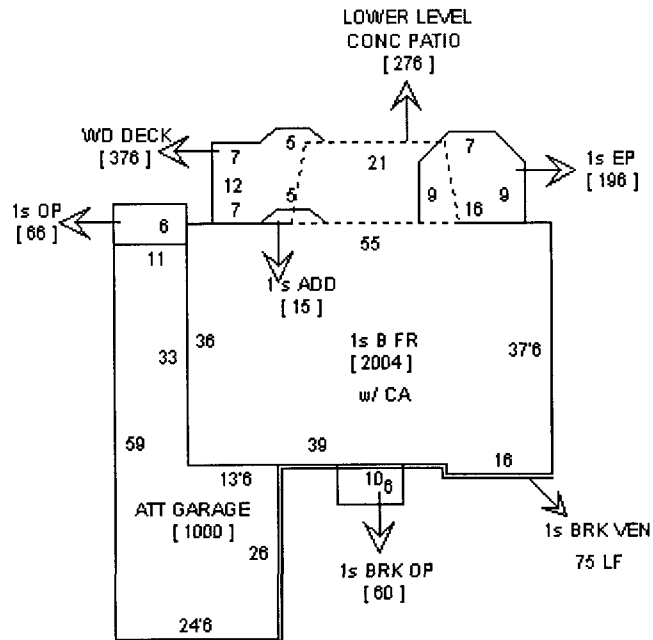 LOWER LEVEL
CONC PATIO
[ 276 ]
WD DECK
[ 376 ]
7
5
21
7
1s EP
[ 196 ]
12
5
9
9
7
16
1s OP
[ 66 ]
6
11
55
1's ADD
[ 15 ]
33
36
1s B FR
[ 2004 ]
w/ CA
37'6
59
39
16
13'6
10
6
ATT GARAGE
[ 1000 ]
26
1s BRK VEN
75 LF
1s BRK OP
[ 60 ]
24'6